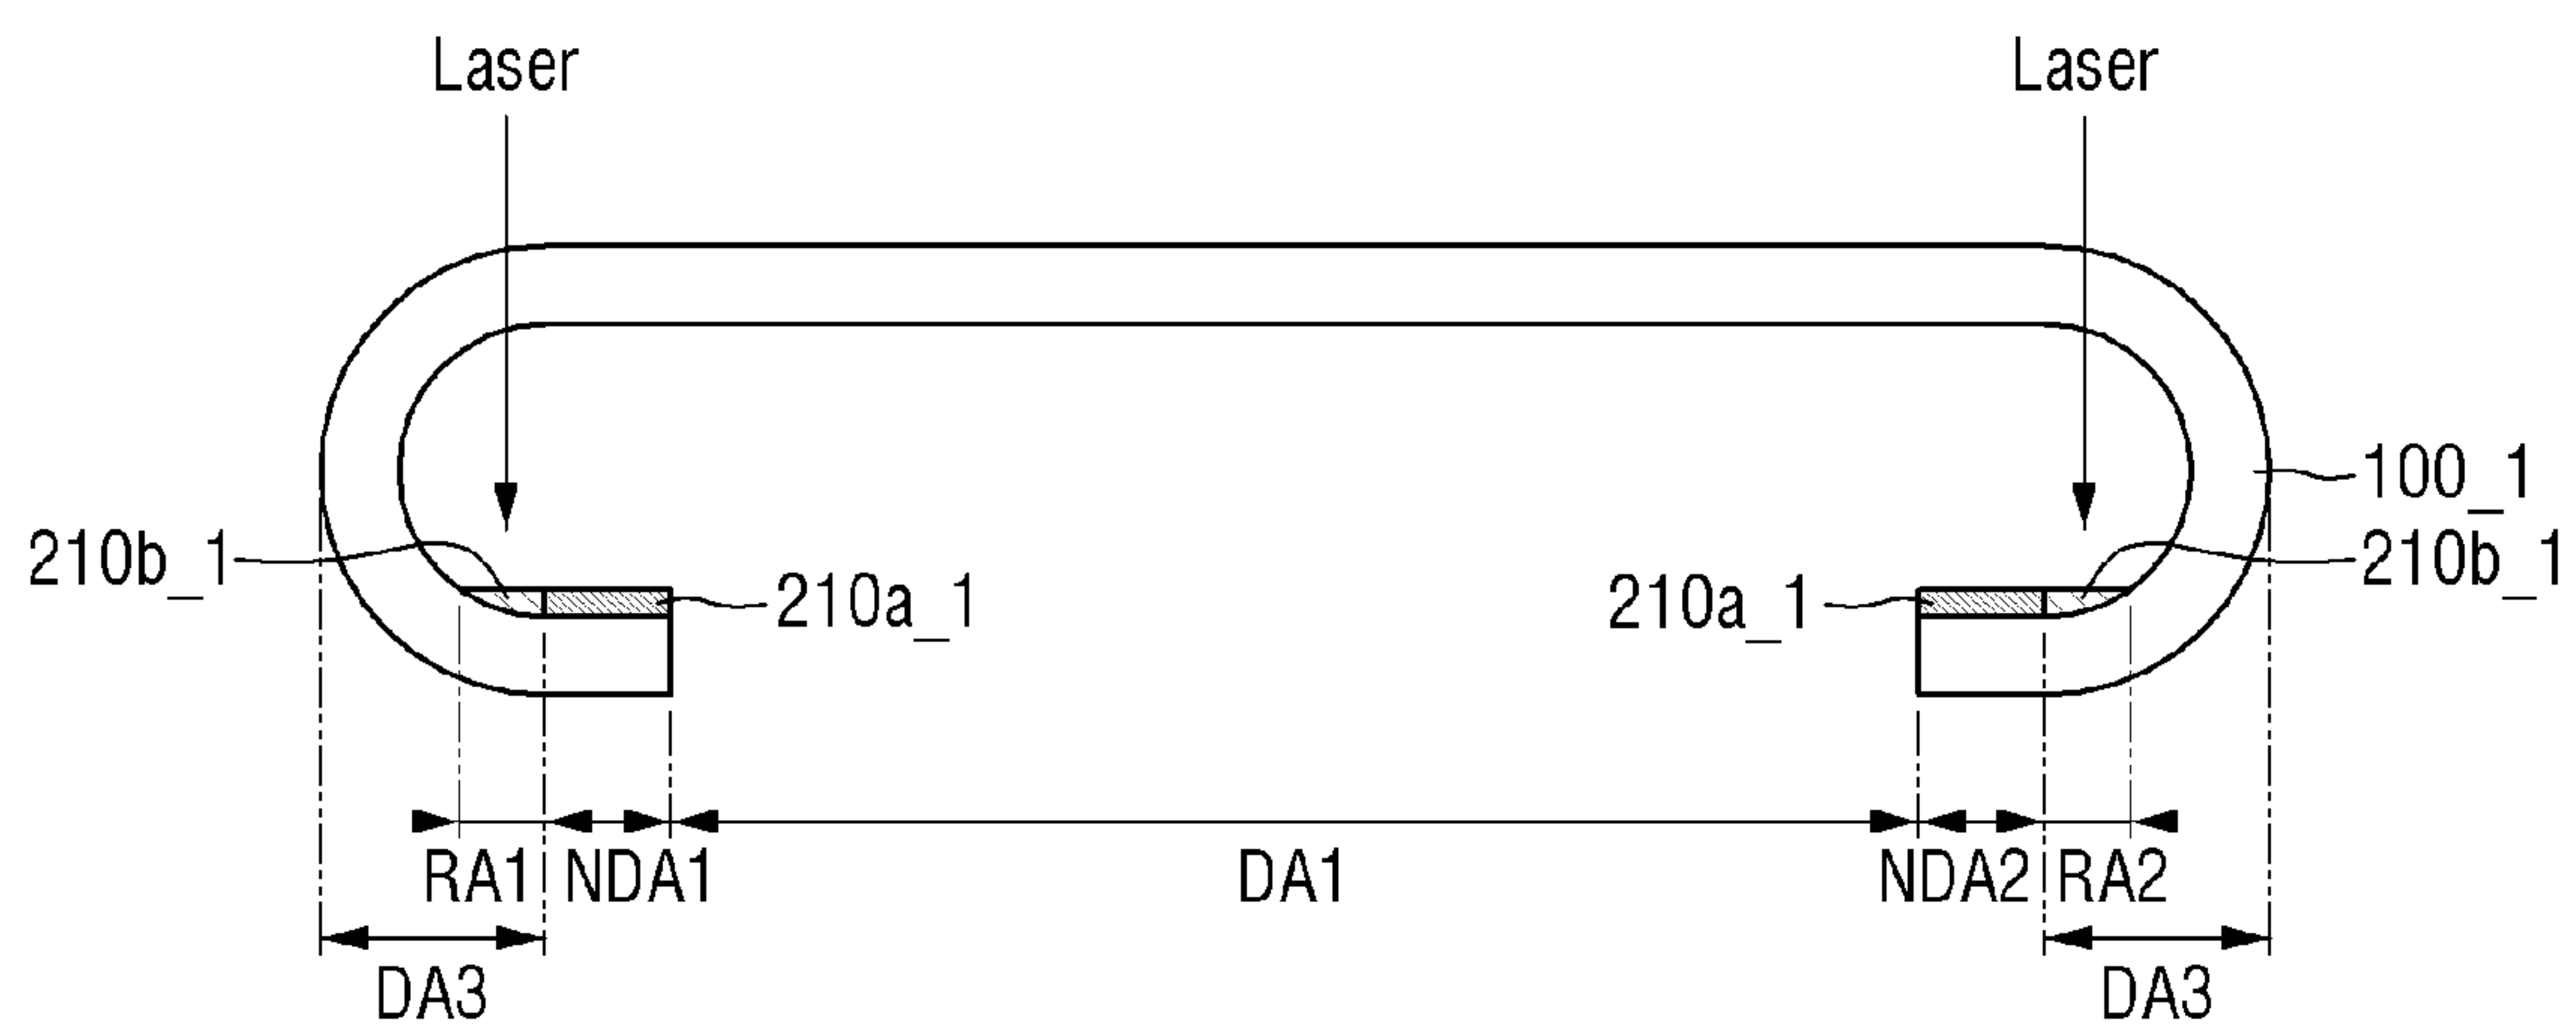 Laser Laser
100_1
210b_1 210b_1
210a_1 210a_1
RA1 NDA1 DA1 NDA2 RA2
DA3 DA3